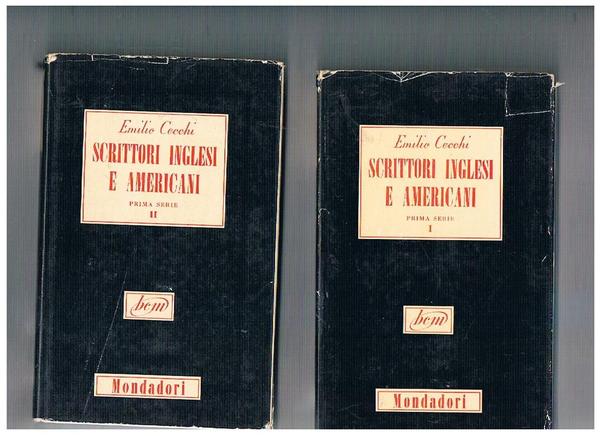 Emilio Cecchi
SCRITTORI INGLESI
E AMERICANI
PRIMA SERIE
II
bcm
Mondadori
Emilio Cecchi
SCRITTORI INGLESI
E AMERICANI
PRIMA SERIE
I
bcm
Mondadori